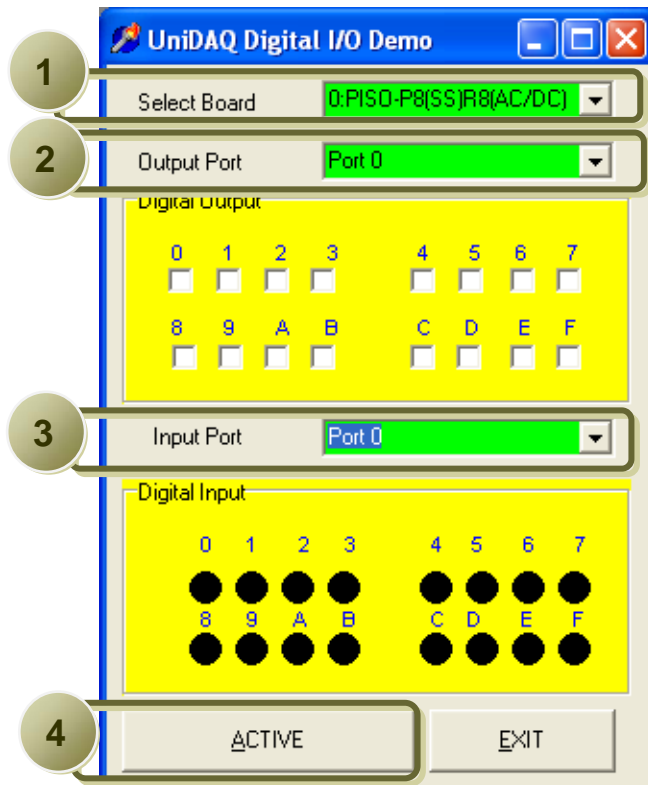 UniDAQ Digital I/O Demo
1
Select Board 0:PISO-P8(SS)R8(AC/DC)
2
Output Port Port 0
Digital Output
0 1 2 3 4 5 6 7
8 9 A B C D E F
3
Input Port Port 0
Digital Input
0 1 2 3 4 5 6 7
8 9 A B C D E F
4
ACTIVE EXIT